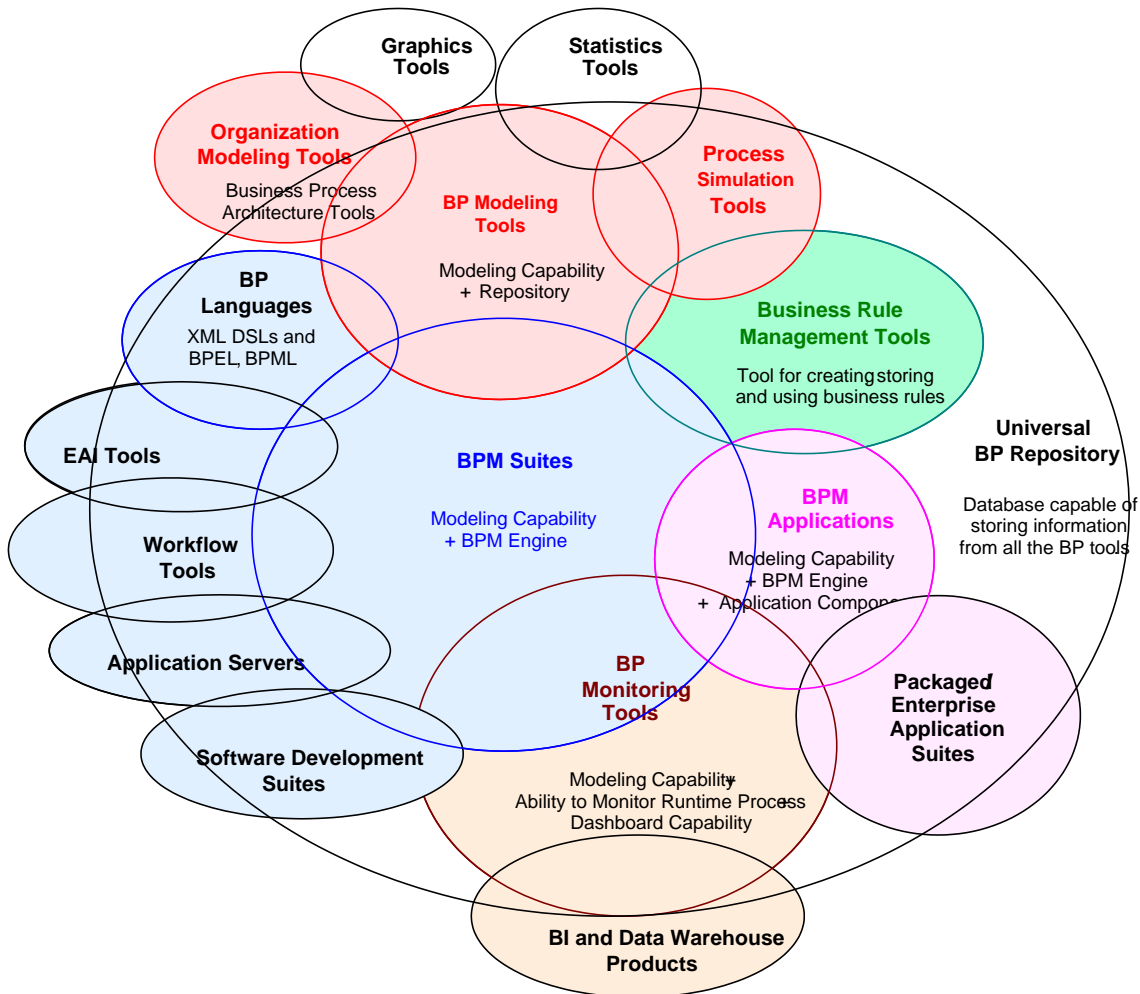 Graphics
Tools
Statistics
Tools
Organization
Modeling Tools
Business Process
Architecture Tools
BP Modeling
Tools
Modeling Capability
+ Repository
Process
Simulation
Tools
BP
Languages
XML DSLs and
BPEL, BPML
Business Rule
Management Tools
Tool for creating storing
and using business rules
EAI Tools
BPM Suites
Modeling Capability
+ BPM Engine
Universal
BP Repository
Database capable of
storing information
from all the BP tools.
BPM
Applications
Modeling Capability
+ BPM Engine
+ Application Compone
Workflow
Tools
Application Servers
BP
Monitoring
Tools
Modeling Capability+
Ability to Monitor Runtime Process+
Dashboard Capability
Packaged/
Enterprise
Application
Suites
Software Development
Suites
BI and Data Warehouse
Products